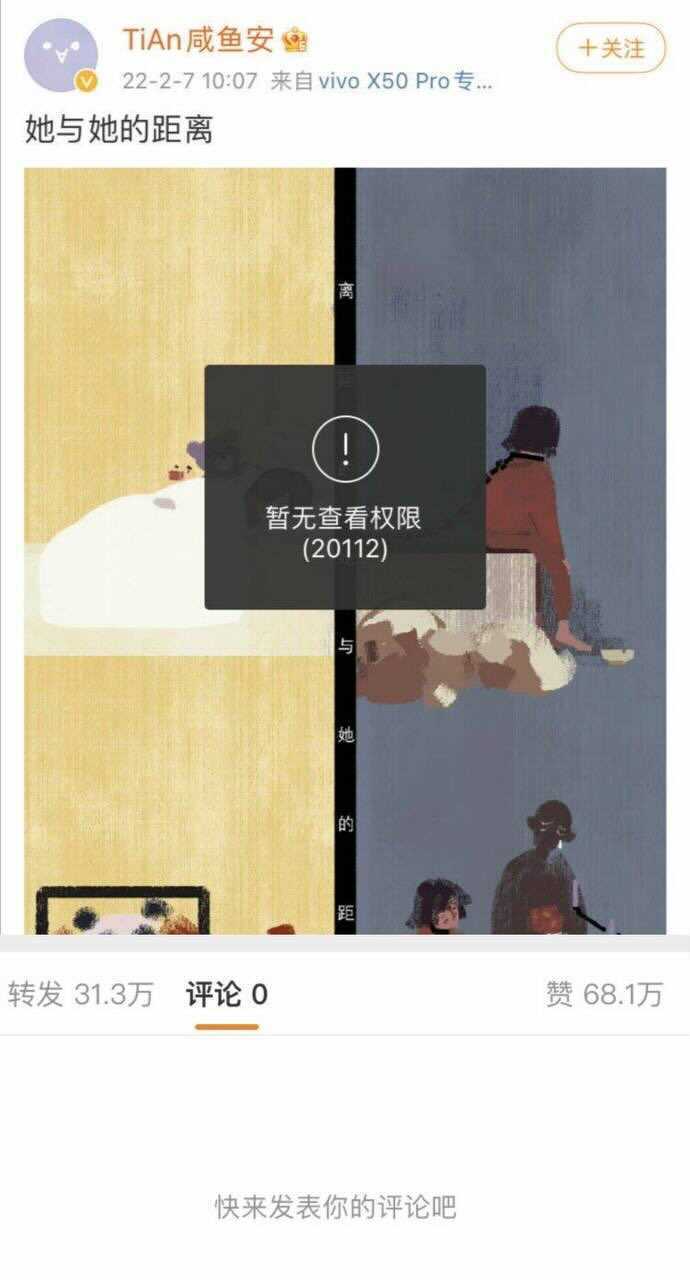 TiAn咸鱼安
+关注
22-2-7 10:07 来自 vivo X50 Pro专...
她与她的距离
离
暂无查看权限
(20112)
与
她
的
距
转发 31.3万 评论 0 赞 68.1万
快来发表你的评论吧